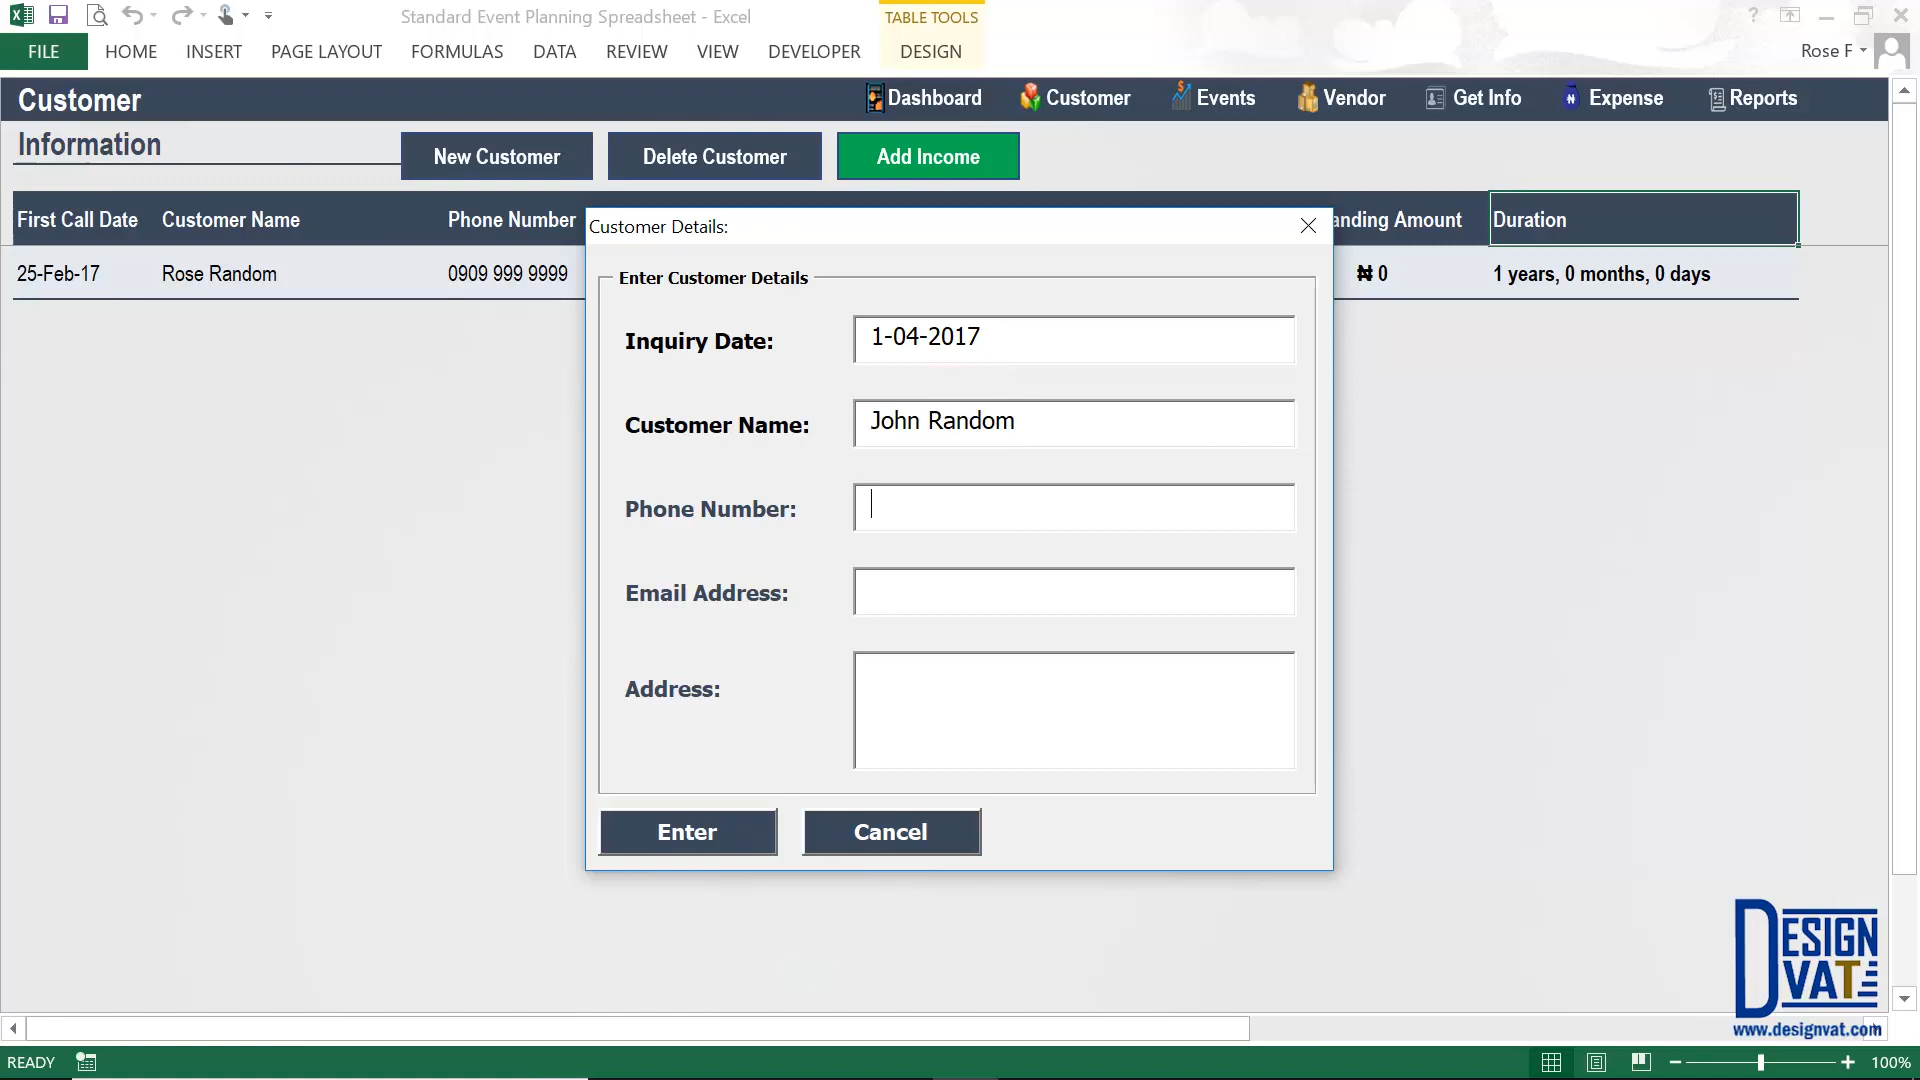 Standard Event Planning Spreadsheet - Excel
TABLE TOOLS
?
FILE HOME INSERT PAGE LAYOUT FORMULAS DATA REVIEW VIEW DEVELOPER DESIGN
Rose F
Customer
Dashboard Customer Events Vendor Get Info Expense Reports
Information
New Customer Delete Customer Add Income
First Call Date Customer Name Phone Number anding Amount Duration
25-Feb-17 Rose Random 0909 999 9999 ₦ 0 1 years, 0 months, 0 days
Customer Details:
Enter Customer Details
Inquiry Date: 1-04-2017
Customer Name: John Random
Phone Number:
Email Address:
Address:
Enter Cancel
DESIGN
VAT
www.designvat.com
READY
100%